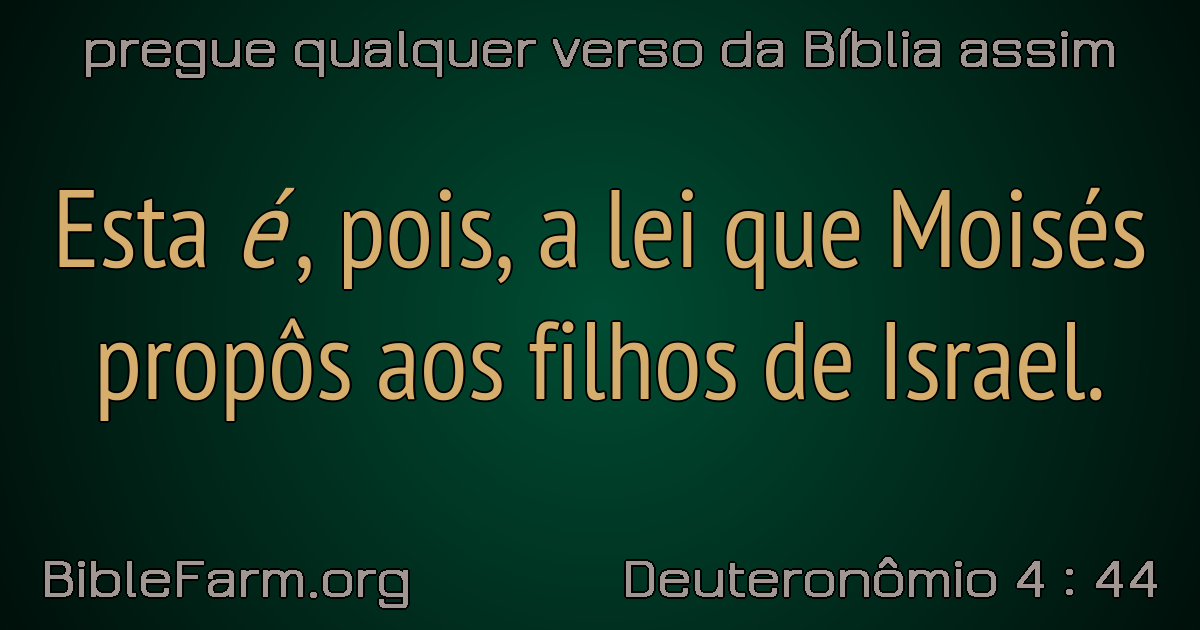 pregue qualquer verso da Bíblia assim
Esta é, pois, a lei que Moisés
propôs aos filhos de Israel.
BibleFarm.org
Deuteronômio 4 : 44